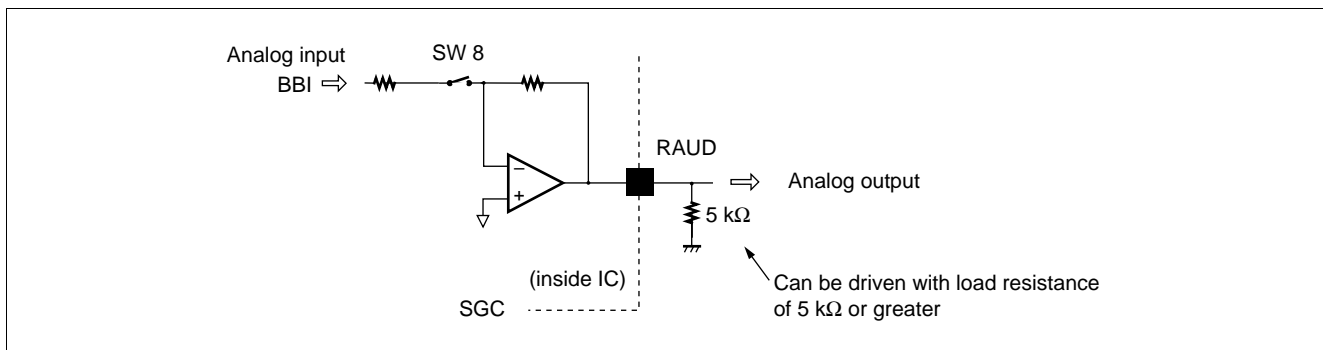 Analog input
SW 8
BBI
RAUD
−
+
Analog output
5 kΩ
(inside IC)
SGC
Can be driven with load resistance
of 5 kΩ or greater